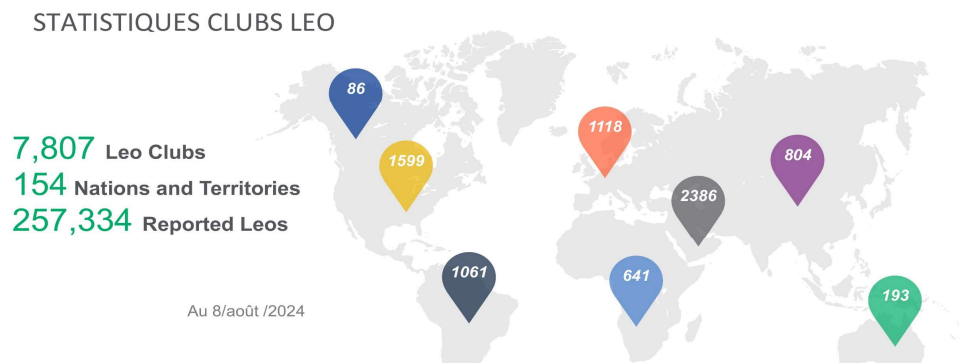 STATISTIQUES CLUBS LEO
86
1118
1599
804
7,807 Leo Clubs
154 Nations and Territories
257,334 Reported Leos
2386
1061
641
193
Au 8/août /2024